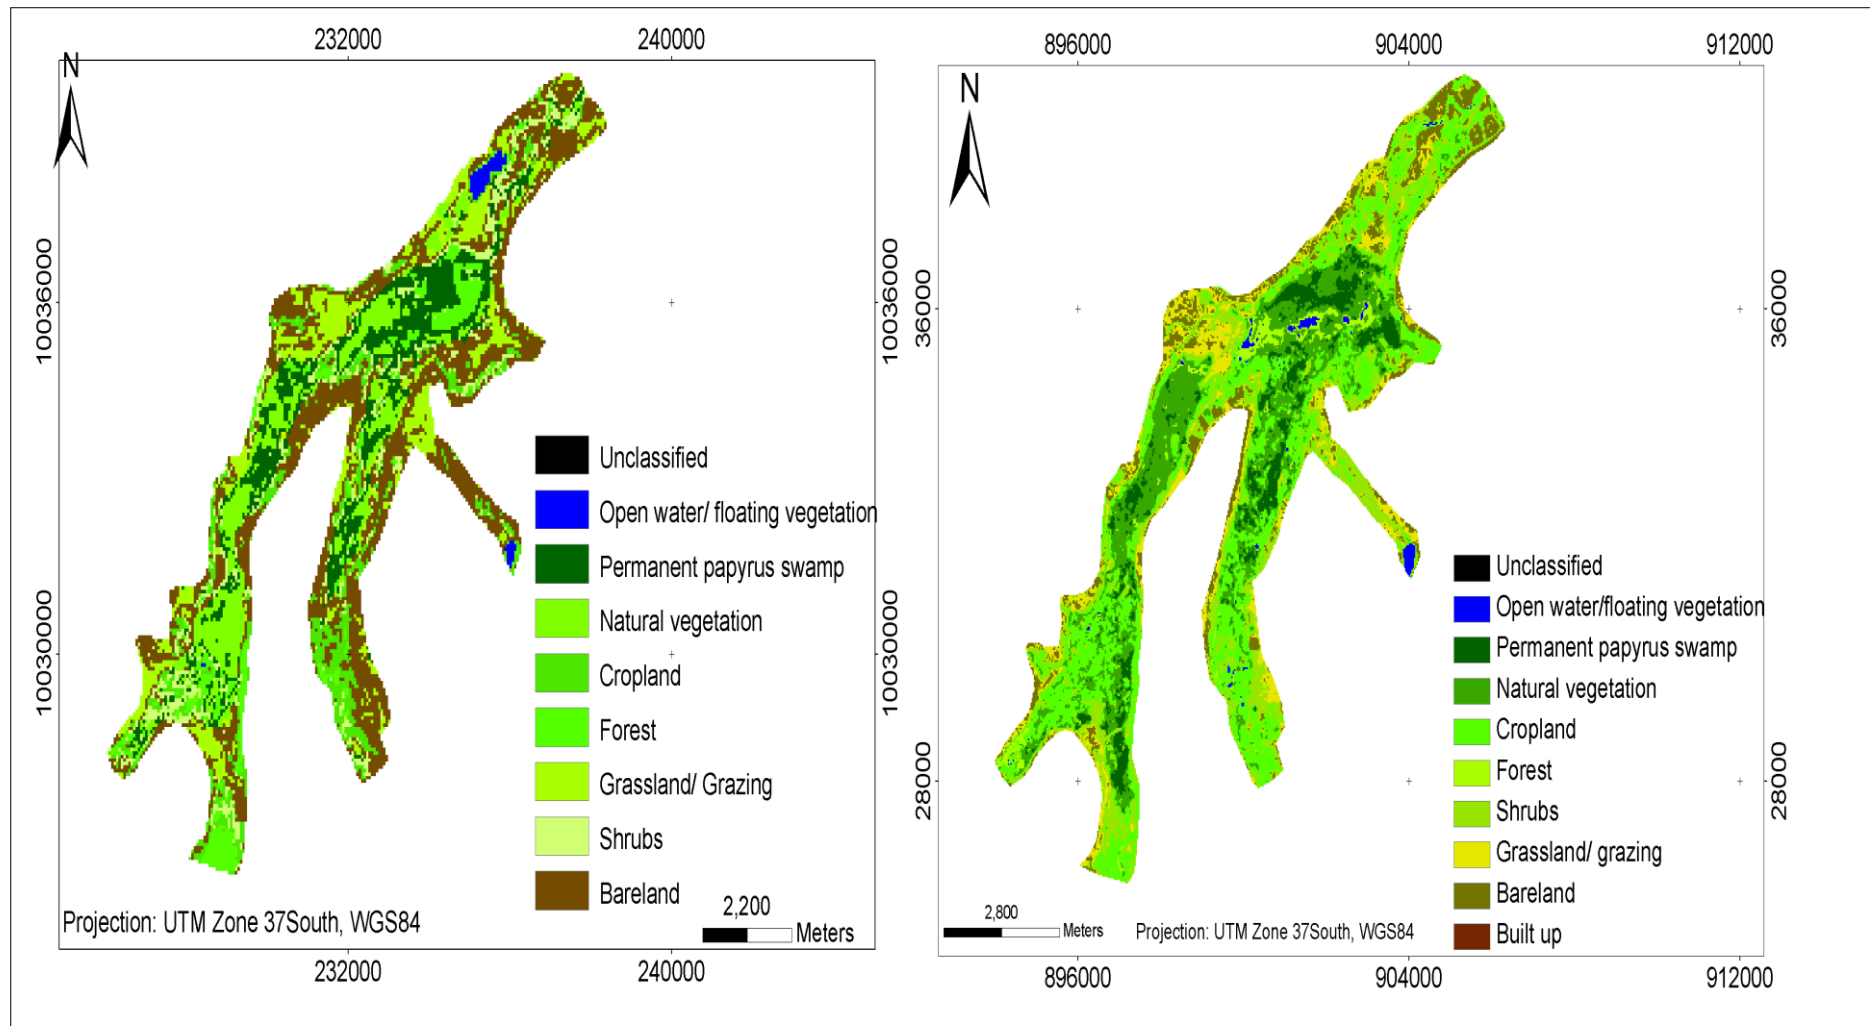 232000 240000
N
10036000
10030000
Unclassified
Open water/ floating vegetation
Permanent papyrus swamp
Natural vegetation
Cropland
Forest
Grassland/ Grazing
Shrubs
Bareland
Projection: UTM Zone 37South, WGS84
2,200
Meters
10036000
10030000
232000 240000
896000 904000 912000
N
36000
28000
Unclassified
Open water/floating vegetation
Permanent papyrus swamp
Natural vegetation
Cropland
Forest
Shrubs
Grassland/ grazing
Bareland
Built up
2,800
Meters
Projection: UTM Zone 37South, WGS84
36000
28000
896000 904000 912000